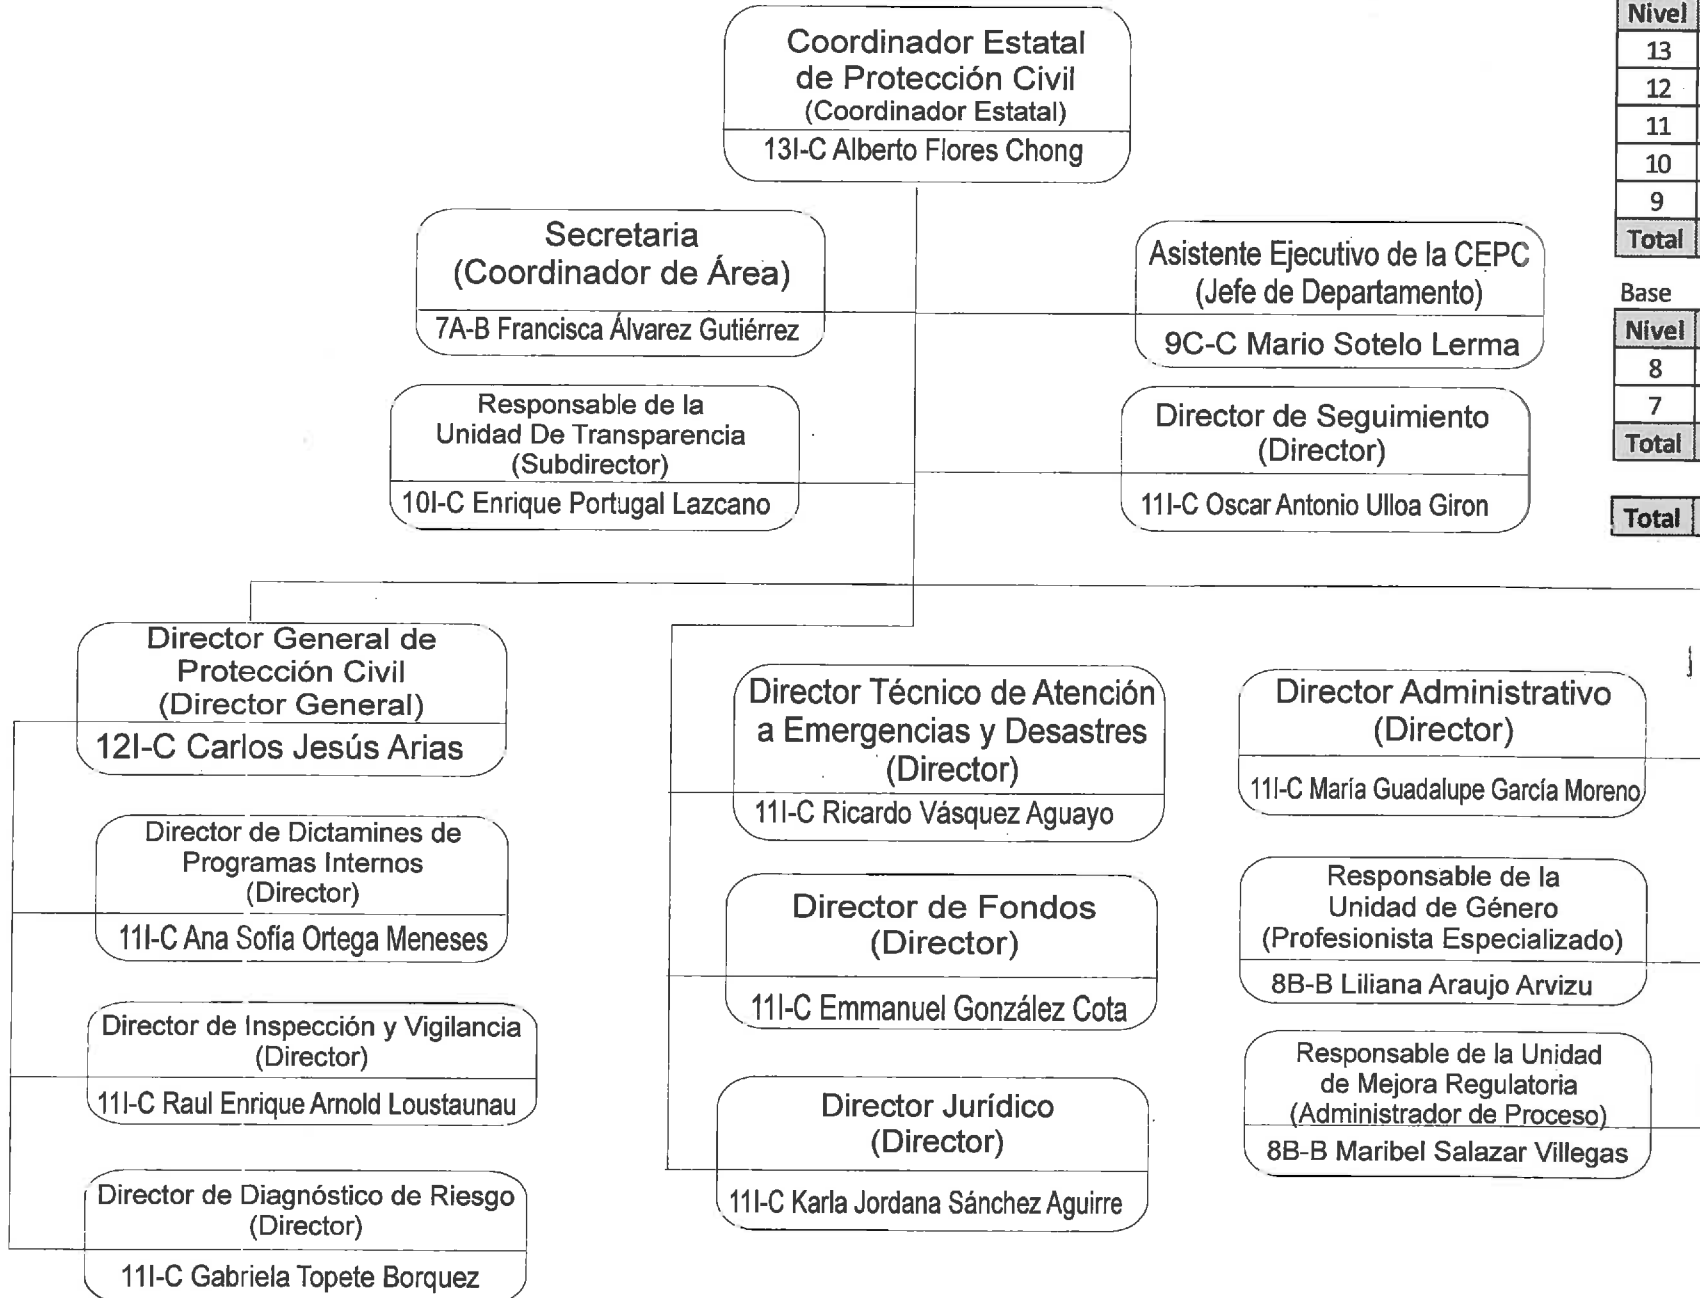 Coordinador Estatal
de Protección Civil
(Coordinador Estatal)
13I-C Alberto Flores Chong
Secretaria
(Coordinador de Área)
7A-B Francisca Álvarez Gutiérrez
Asistente Ejecutivo de la CEPC
(Jefe de Departamento)
9C-C Mario Sotelo Lerma
Responsable de la
Unidad De Transparencia
(Subdirector)
10I-C Enrique Portugal Lazcano
Director de Seguimiento
(Director)
11I-C Oscar Antonio Ulloa Giron
Nivel
13
12
11
10
9
Total
Base
Nivel
8
7
Total
Total
Director General de
Protección Civil
(Director General)
12I-C Carlos Jesús Arias
Director de Dictamines de
Programas Internos
(Director)
11I-C Ana Sofía Ortega Meneses
Director de Inspección y Vigilancia
(Director)
11I-C Raul Enrique Arnold Loustaunau
Director de Diagnóstico de Riesgo
(Director)
11I-C Gabriela Topete Borquez
Director Técnico de Atención
a Emergencias y Desastres
(Director)
11I-C Ricardo Vásquez Aguayo
Director de Fondos
(Director)
11I-C Emmanuel González Cota
Director Jurídico
(Director)
11I-C Karla Jordana Sánchez Aguirre
Director Administrativo
(Director)
11I-C María Guadalupe García Moreno
Responsable de la
Unidad de Género
(Profesionista Especializado)
8B-B Liliana Araujo Arvizu
Responsable de la Unidad
de Mejora Regulatoria
(Administrador de Proceso)
8B-B Maribel Salazar Villegas